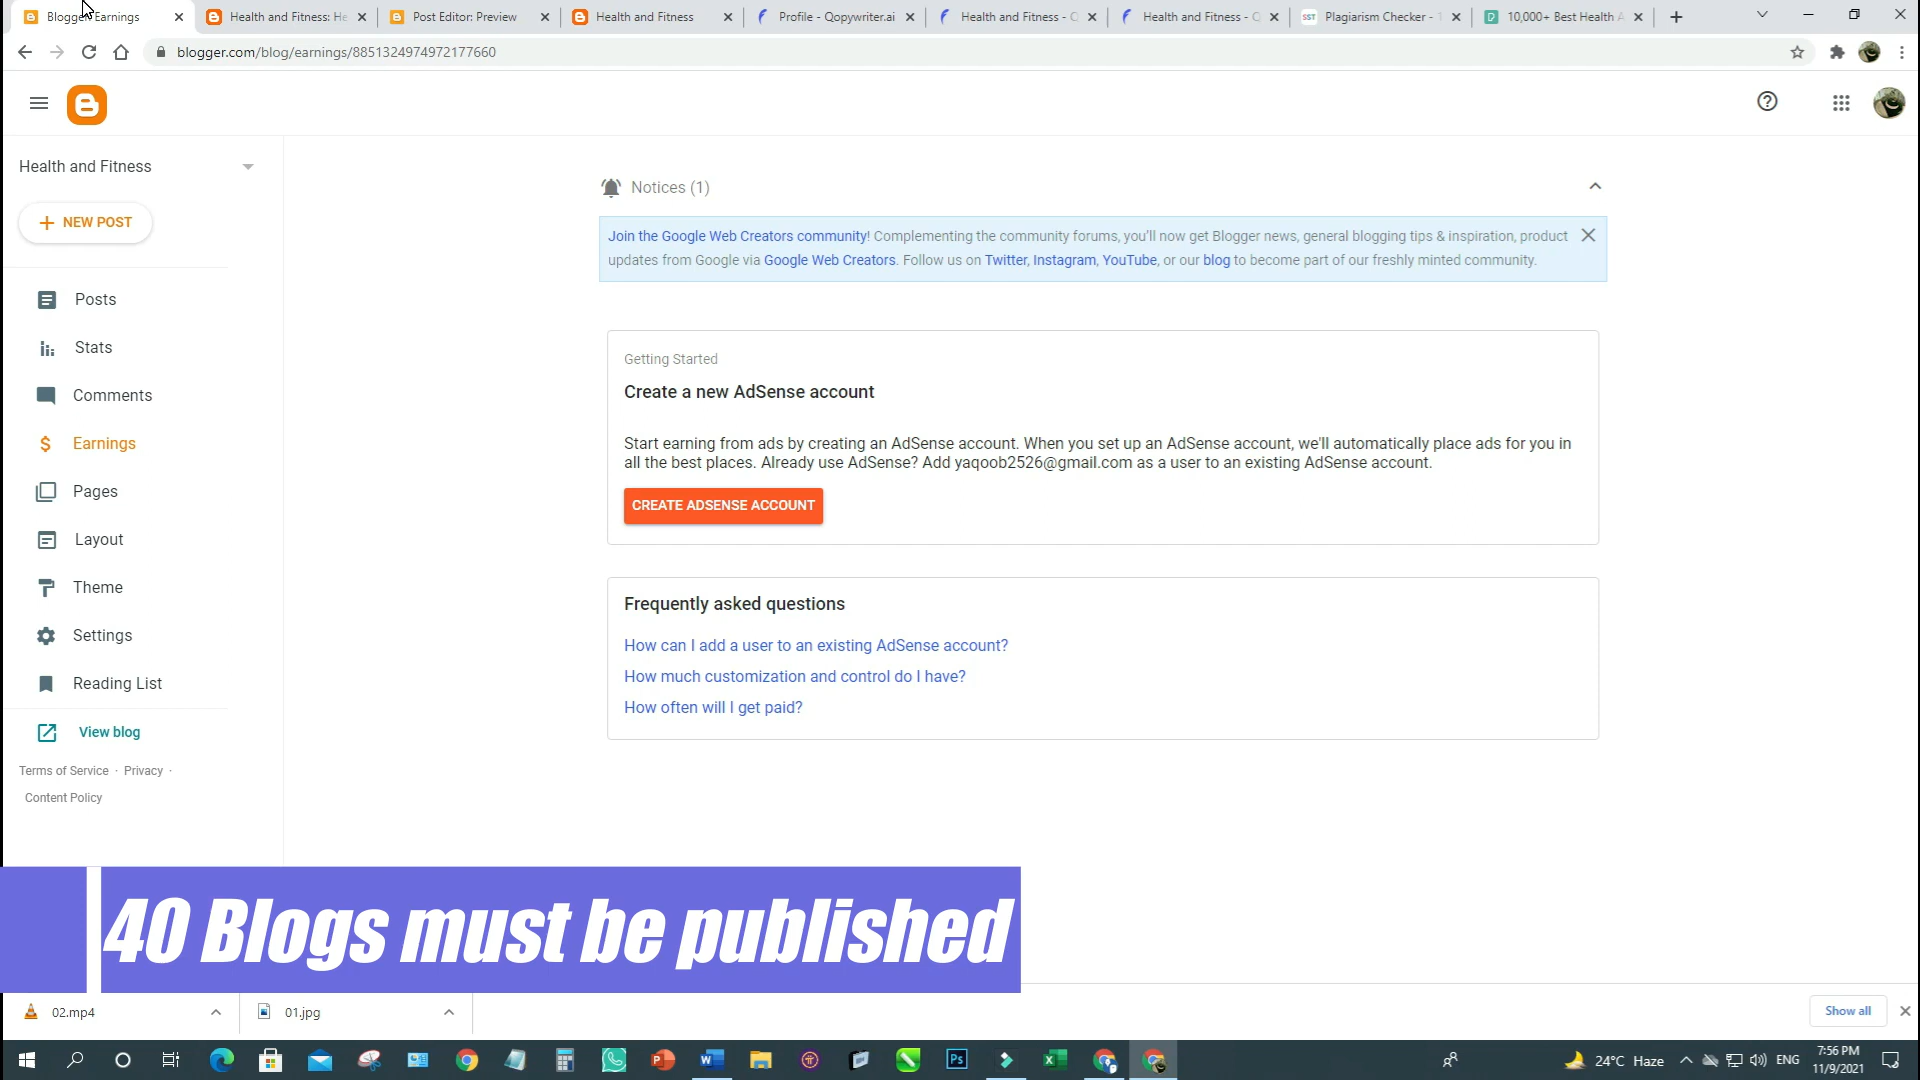 Blogger: Earnings
Health and Fitness: He
Post Editor: Preview
Health and Fitness
Profile - Qopywriter.ai
Health and Fitness - Q
Health and Fitness - Q
Plagiarism Checker - 1
10,000+ Best Health A
blogger.com/blog/earnings/8851324974972177660
Health and Fitness
NEW POST
Posts
Stats
Comments
Earnings
Pages
Layout
Theme
Settings
Reading List
View blog
Terms of Service · Privacy ·
Content Policy
Notices (1)
Join the Google Web Creators community! Complementing the community forums, you'll now get Blogger news, general blogging tips & inspiration, product
updates from Google via Google Web Creators. Follow us on Twitter, Instagram, YouTube, or our blog to become part of our freshly minted community.
Getting Started
Create a new AdSense account
Start earning from ads by creating an AdSense account. When you set up an AdSense account, we'll automatically place ads for you in
all the best places. Already use AdSense? Add yaqoob2526@gmail.com as a user to an existing AdSense account.
CREATE ADSENSE ACCOUNT
Frequently asked questions
How can I add a user to an existing AdSense account?
How much customization and control do I have?
How often will I get paid?
40 Blogs must be published
02.mp4
01.jpg
Show all
24°C Haze
ENG
7:56 PM
11/9/2021